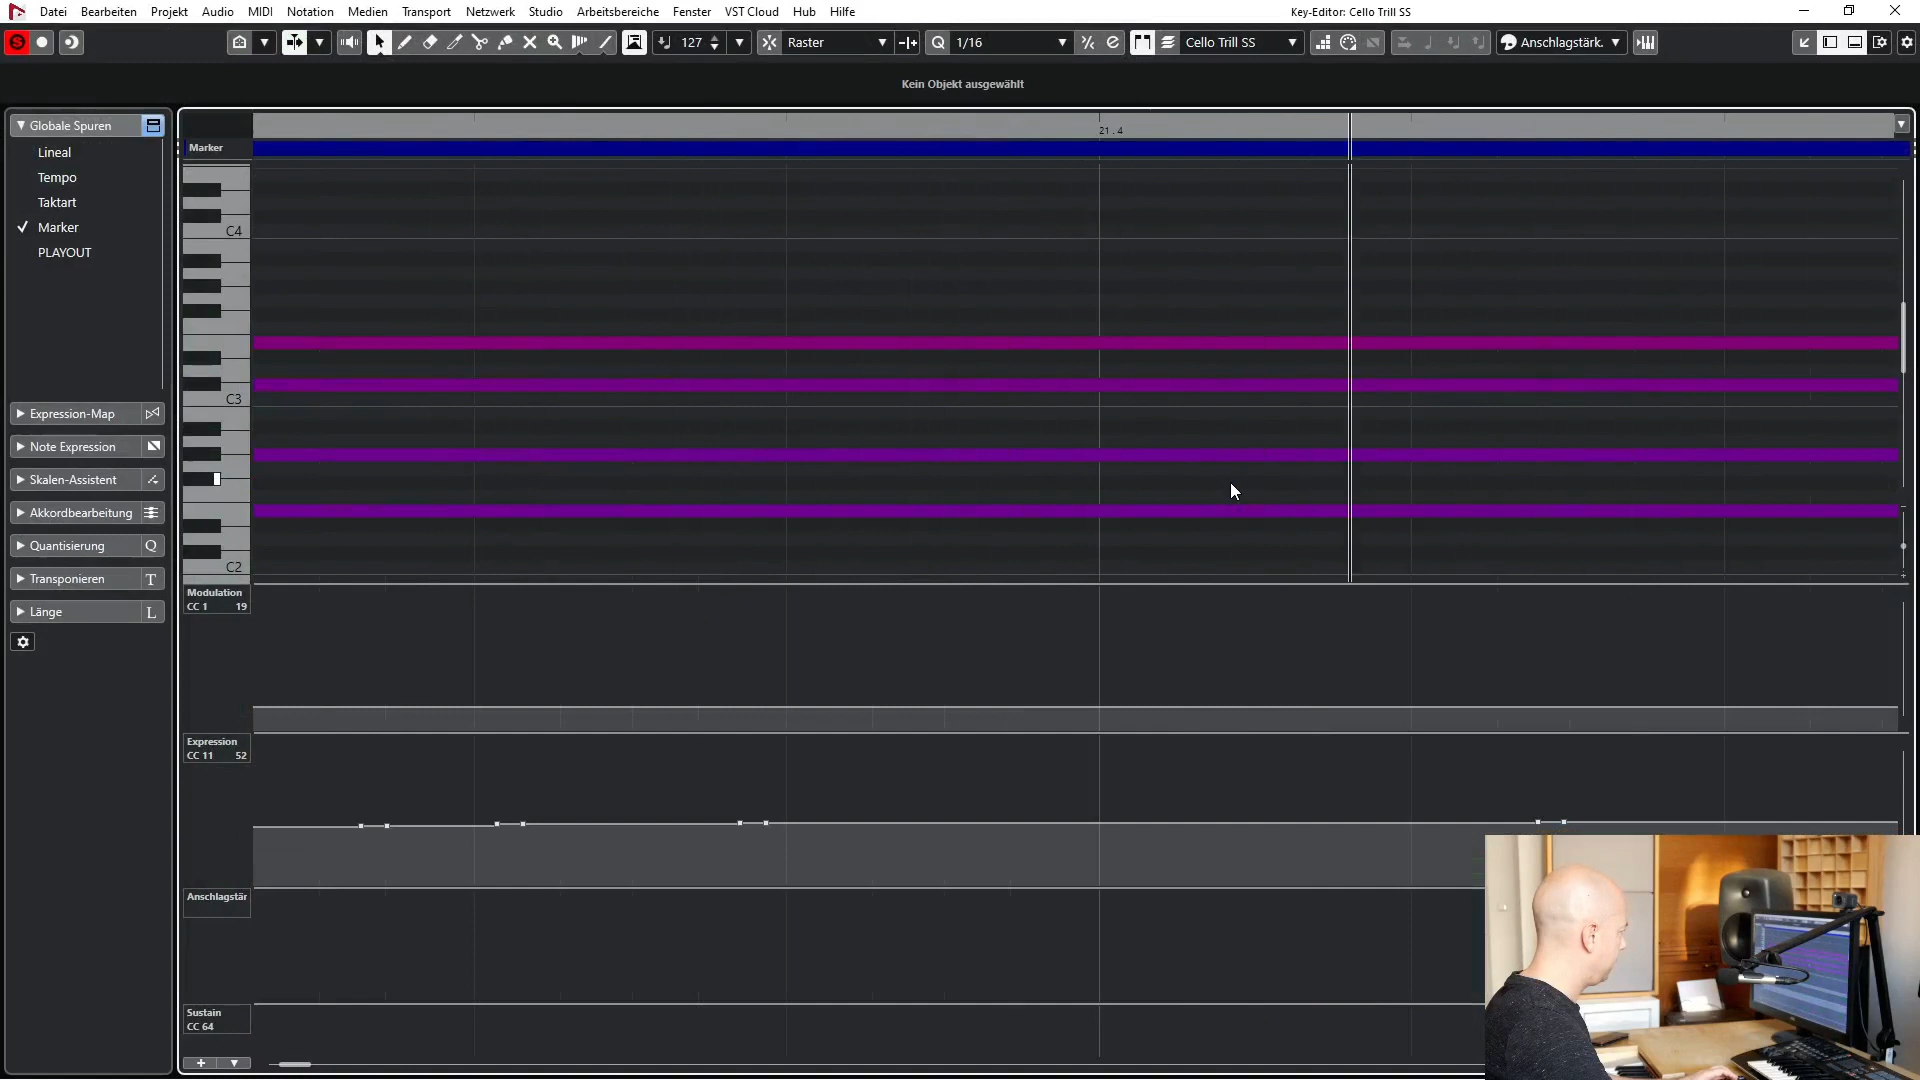 Datei Bearbeiten Projekt Audio MIDI Notation Medien Transport Netzwerk Studio Arbeitsbereiche Fenster VST Cloud Hub Hilfe Key-Editor: Cello Trill SS
127 Raster 1/16 Cello Trill SS Anschlagstärk.
Kein Objekt ausgewählt
Globale Spuren
Lineal
Tempo
Taktart
Marker
PLAYOUT
Expression-Map
Note Expression
Skalen-Assistent
Akkordbearbeitung
Quantisierung Q
Transponieren T
Länge L
21.4
Marker
C4
C3
C2
Modulation
CC 1 19
Expression
CC 11 52
Anschlagstär
Sustain
CC 64